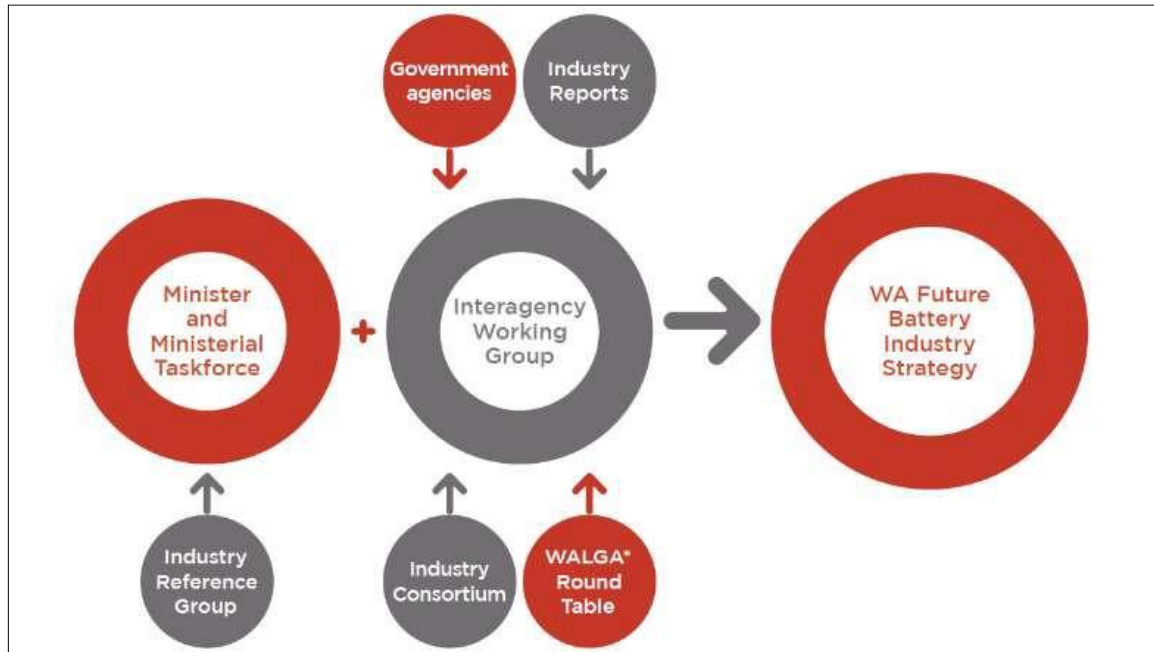 Government
agencies
Industry
Reports
Minister
and
Ministerial
Taskforce
+
Interagency
Working
Group
WA Future
Battery
Industry
Strategy
Industry
Reference
Group
Industry
Consortium
WALGA*
Round
Table